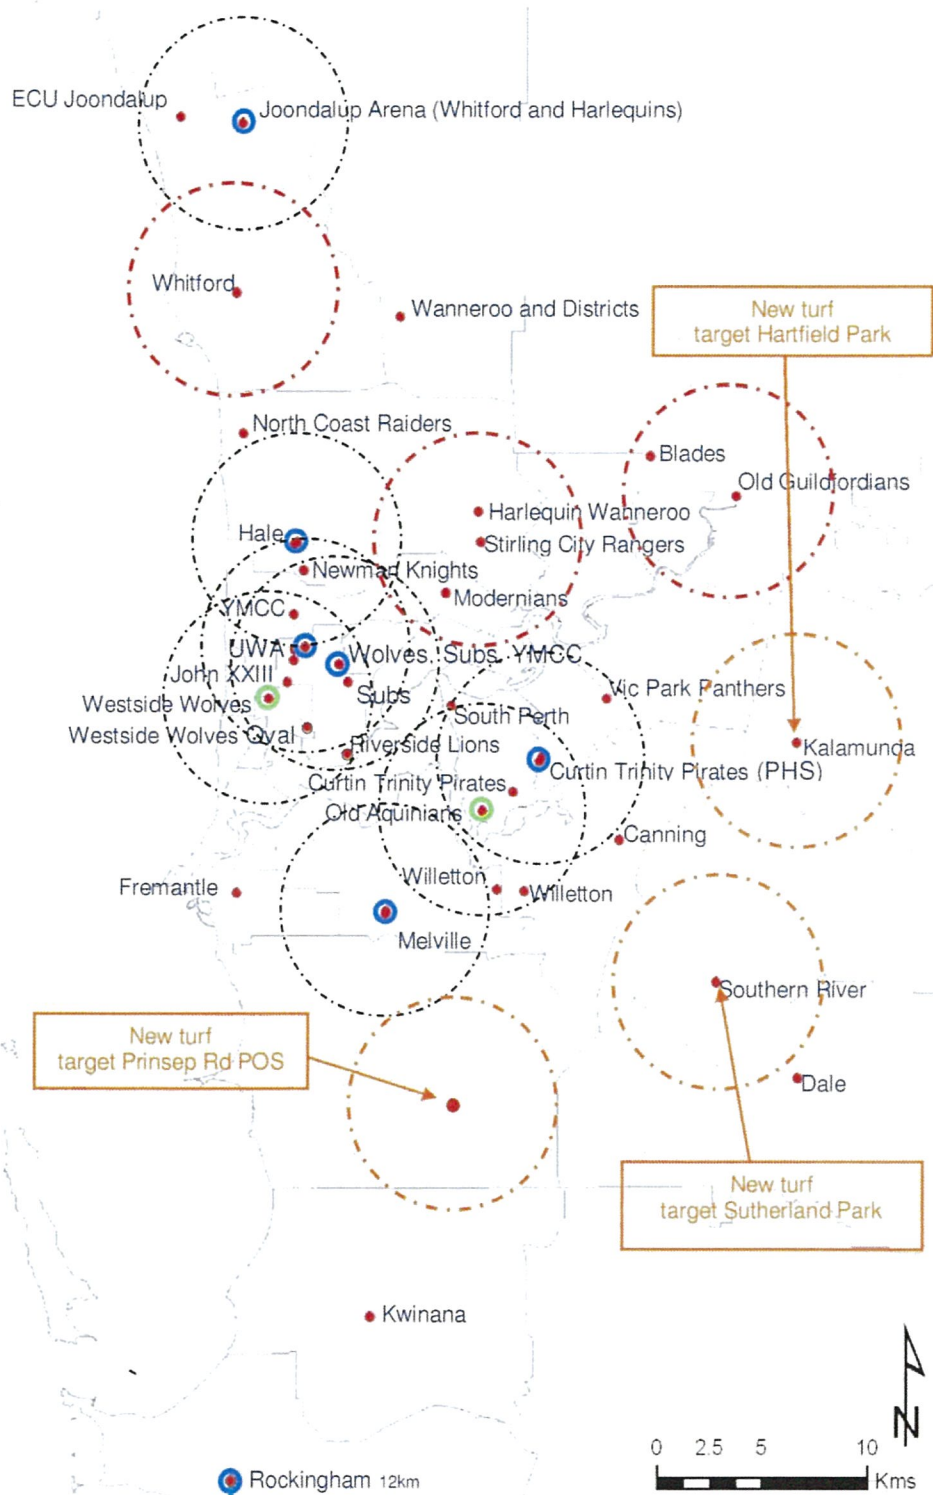 ECU Joondalup
Joondalup Arena (Whitford and Harlequins)
Whitford
Wanneroo and Districts
New turf
target Hartfield Park
North Coast Raiders
Blades
Old Guildfordians
Harlequin Wanneroo
Hale
Stirling City Rangers
Newman Knights
Modernians
YMCC
UWA
Wolves, Subs, YMCC
John XXIII
Subs
Vic Park Panthers
Westside Wolves
South Perth
Westside Wolves Oval
Riverside Lions
Kalamunda
Curtin Trinity Pirates (PHS)
Curtin Trinity Pirates
Old Aquinians
Canning
Willetton
Fremantle
Willetton
Melville
Southern River
New turf
target Prinsep Rd POS
Dale
New turf
target Sutherland Park
Kwinana
N
0 2.5 5 10
Kms
Rockingham 12km